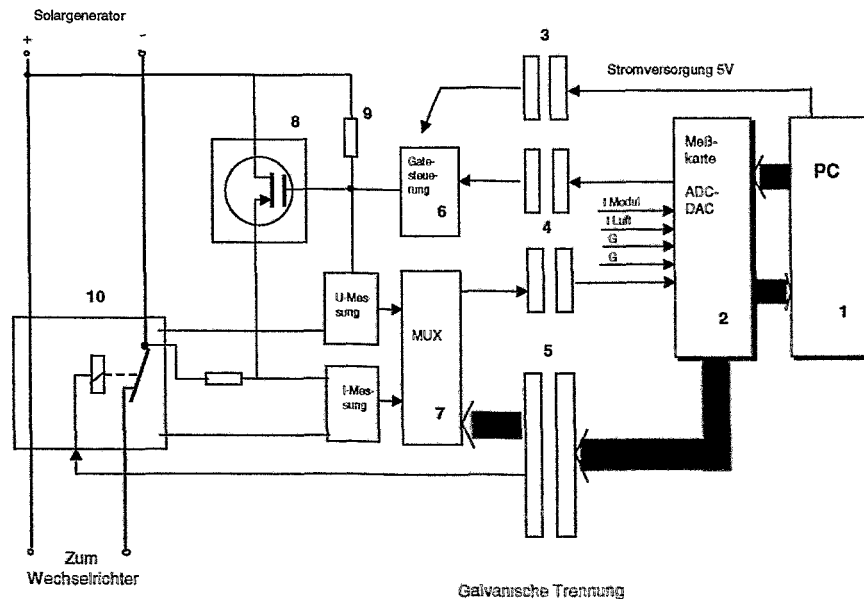 Solargenerator
+
-
3
Stromversorgung 5V
8
9
Gate-
steue-
rung
6
Meß-
karte
ADC-
DAC
2
PC
1
t Modul
t Luft
G
G
4
10
U-Mes-
sung
MUX
7
I-Mes-
sung
5
Zum
Wechselrichter
Galvanische Trennung